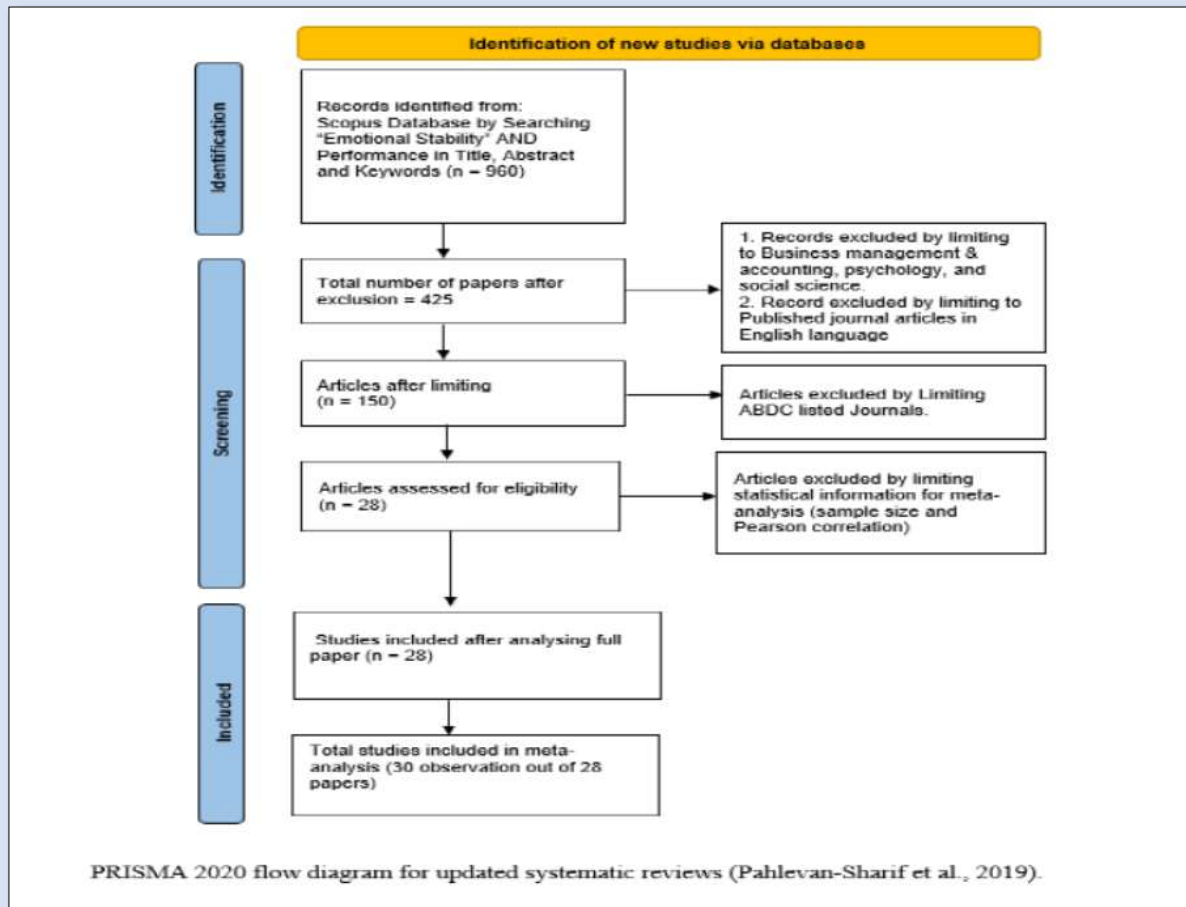 Identification of new studies via databases
Identification
Records identified from:
Scopus Database by Searching
"Emotional Stability" AND
Performance in Title, Abstract
and Keywords (n = 960)
Screening
Total number of papers after
exclusion = 425
1. Records excluded by limiting
to Business management &
accounting, psychology, and
social science.
2. Record excluded by limiting to
Published journal articles in
English language
Articles after limiting
(n = 150)
Articles excluded by Limiting
ABDC listed Journals.
Articles assessed for eligibility
(n = 28)
Articles excluded by limiting
statistical information for meta-
analysis (sample size and
Pearson correlation)
Included
Studies included after analysing full
paper (n = 28)
Total studies included in meta-
analysis (30 observation out of 28
papers)
PRISMA 2020 flow diagram for updated systematic reviews (Pahlevan-Sharif et al., 2019).